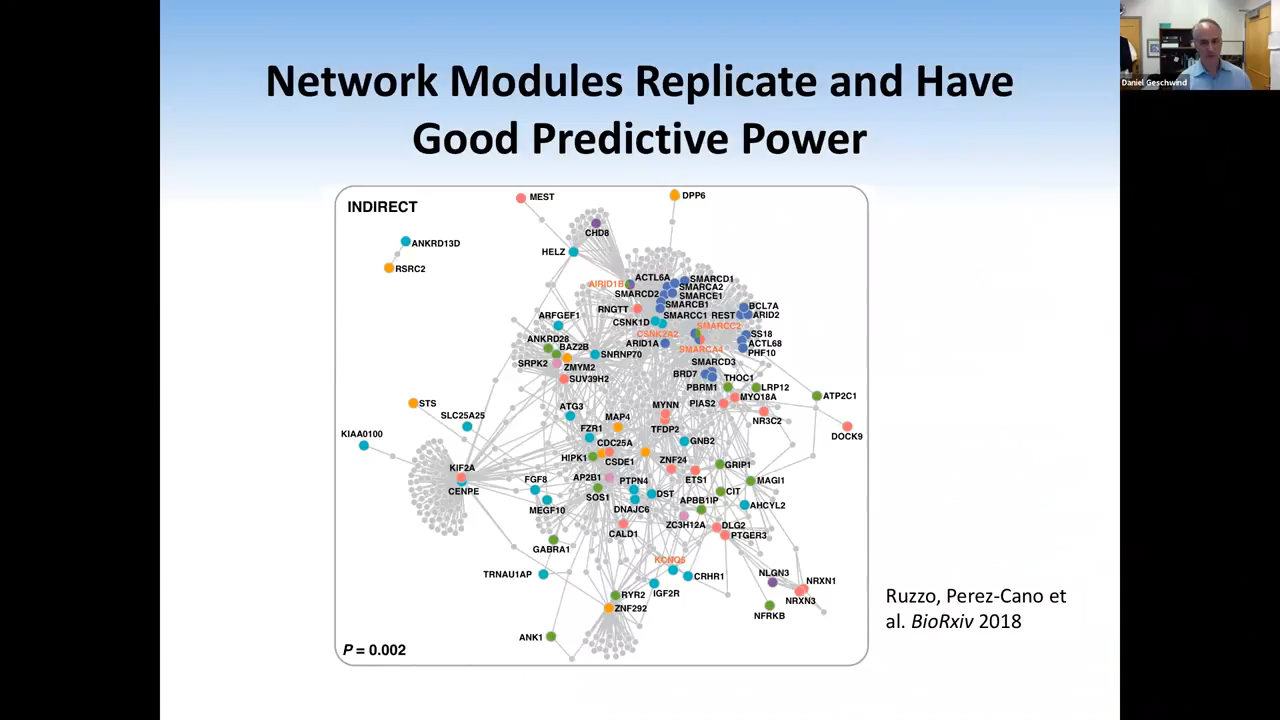 Daniel Geschwind
Network Modules Replicate and Have
Good Predictive Power
INDIRECT
MEST
DPP6
CHD8
ANKRD13D
HELZ
RSRC2
ACTL6A
SMARCD1
AIRID1B
SMARCA2
SMARCD2
SMARCE1
SMARCB1
BCL7A
RNGTT
SMARCC1
REST
ARID2
ARFGEF1
CSNK1D
SMARCC2
CSNK2A2
SS18
ANKRD28
ARID1A
ACTL68
BAZ2B
SMARCA4
PHF10
SNRNP70
SRPK2
ZMYM2
SMARCD3
SUV39H2
BRD7
THOC1
PBRM1
LRP12
ATP2C1
MYO18A
STS
ATG3
MYNN
PIAS2
SLC25A25
MAP4
NR3C2
FZR1
TFDP2
KIAA0100
DOCK9
CDC25A
GNB2
HIPK1
CSDE1
ZNF24
GRIP1
KIF2A
AP2B1
PTPN4
ETS1
FGF8
MAGI1
CENPE
SOS1
DST
CIT
APBB1IP
MEGF10
DNAJC6
AHCYL2
ZC3H12A
DLG2
CALD1
PTGER3
GABRA1
KCNQ5
TRNAU1AP
CRHR1
NLGN3
NRXN1
IGF2R
RYR2
NRXN3
ZNF292
NFRKB
ANK1
P = 0.002
Ruzzo, Perez-Cano et
al. BioRxiv 2018